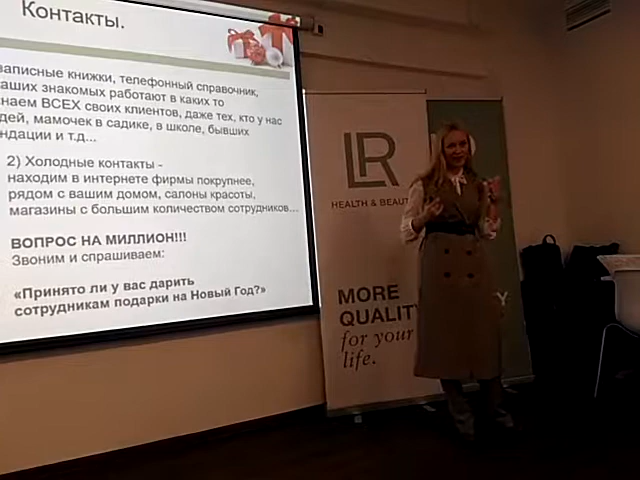 Контакты.
записные книжки, телефонный справочник,
ваших знакомых работают в каких то
наем ВСЕХ своих клиентов, даже тех, кто у нас
дей, мамочек в садике, в школе, бывших
ндации и т.д...
2) Холодные контакты -
находим в интернете фирмы покрупнее,
рядом с вашим домом, салоны красоты,
магазины с большим количеством сотрудников...
ВОПРОС НА МИЛЛИОН!!!
Звоним и спрашиваем:
«Принято ли у вас дарить
сотрудникам подарки на Новый Год?»
LR
HEALTH & BEAUT
MORE
QUALIT
for your
life.
Y